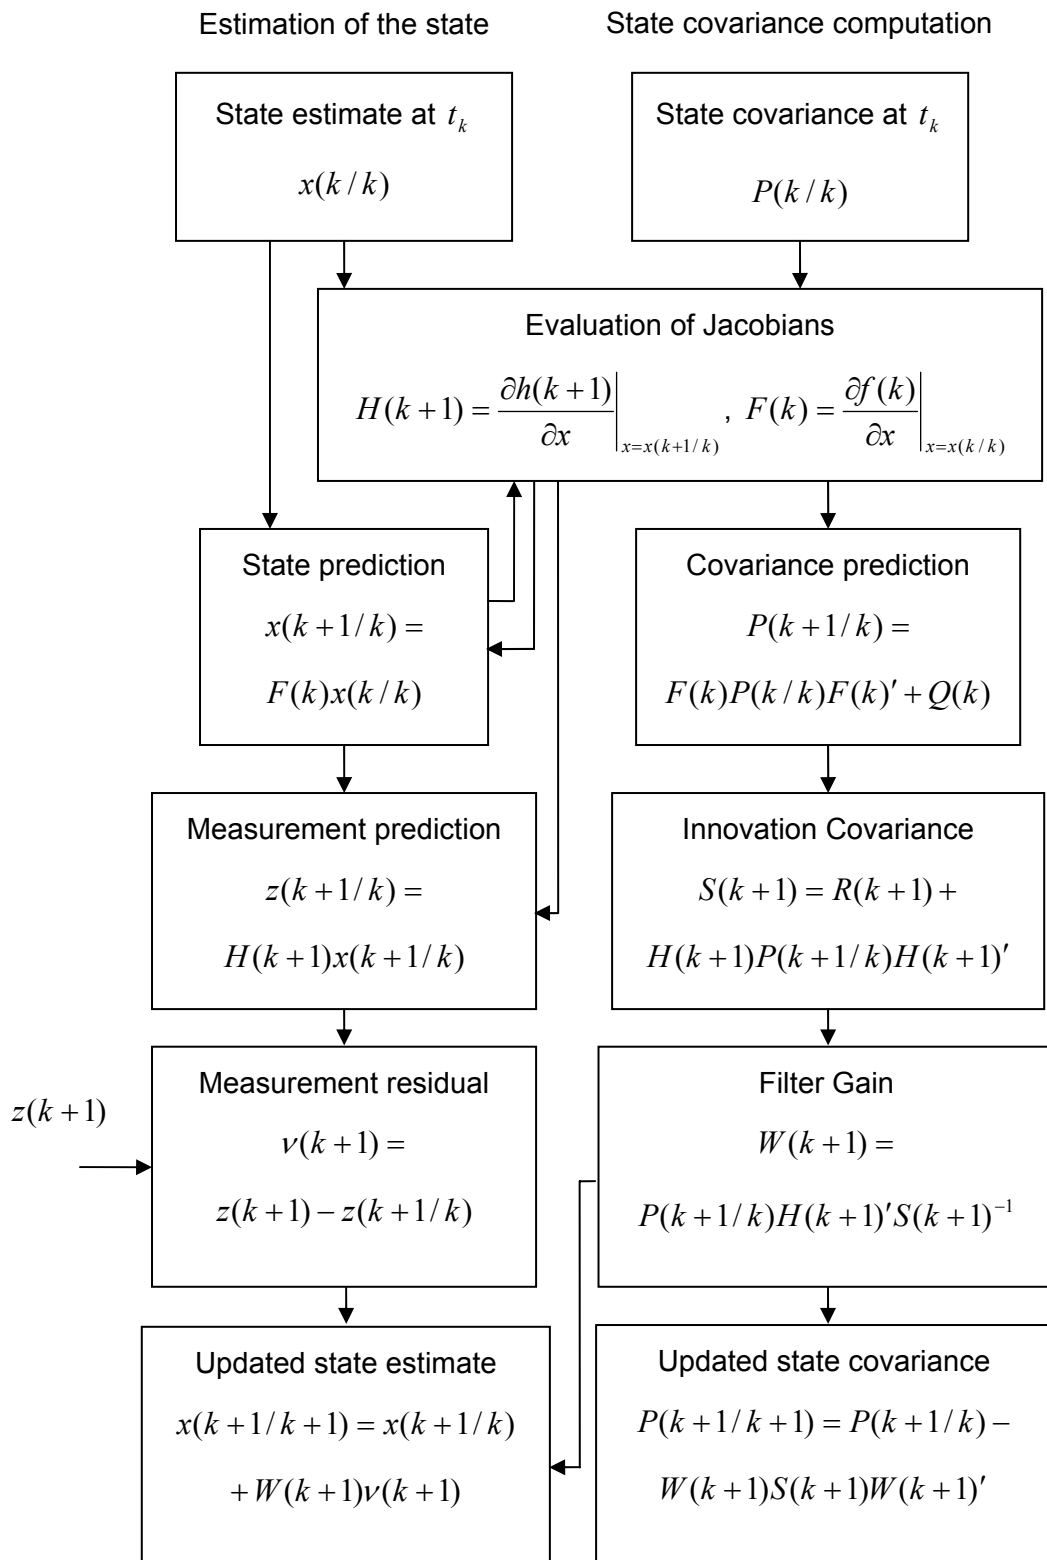 Estimation of the state
State covariance computation
State estimate at t_k
x(k/k)
State covariance at t_k
P(k/k)
Evaluation of Jacobians
H(k+1) = ∂h(k+1)/∂x |_{x=x(k+1/k)} , F(k) = ∂f(k)/∂x |_{x=x(k/k)}
State prediction
x(k+1/k) =
F(k)x(k/k)
Covariance prediction
P(k+1/k) =
F(k)P(k/k)F(k)′ + Q(k)
Measurement prediction
z(k+1/k) =
H(k+1)x(k+1/k)
Innovation Covariance
S(k+1) = R(k+1) +
H(k+1)P(k+1/k)H(k+1)′
z(k+1)
Measurement residual
ν(k+1) =
z(k+1) − z(k+1/k)
Filter Gain
W(k+1) =
P(k+1/k)H(k+1)′S(k+1)⁻¹
Updated state estimate
x(k+1/k+1) = x(k+1/k)
+ W(k+1)ν(k+1)
Updated state covariance
P(k+1/k+1) = P(k+1/k) −
W(k+1)S(k+1)W(k+1)′